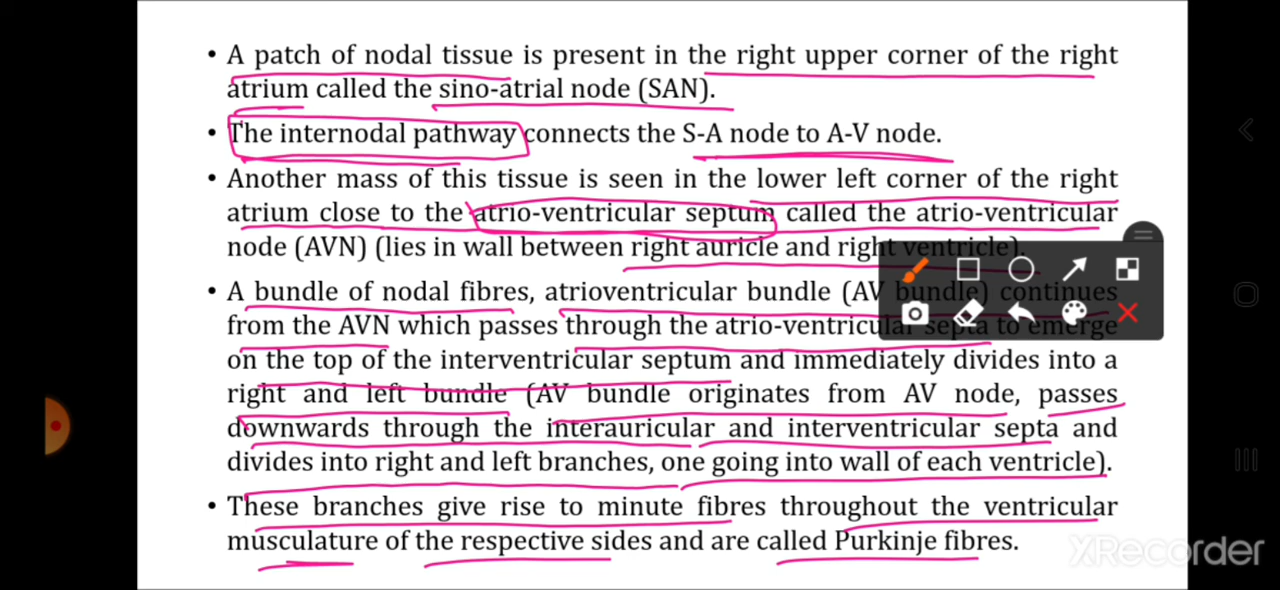 • A patch of nodal tissue is present in the right upper corner of the right
atrium called the sino-atrial node (SAN).
• The internodal pathway connects the S-A node to A-V node.
• Another mass of this tissue is seen in the lower left corner of the right
atrium close to the atrio-ventricular septum called the atrio-ventricular
node (AVN) (lies in wall between right auricle and right ventricle).
• A bundle of nodal fibres, atrioventricular bundle (AV bundle) continues
from the AVN which passes through the atrio-ventricular septa to emerge
on the top of the interventricular septum and immediately divides into a
right and left bundle (AV bundle originates from AV node, passes
downwards through the interauricular and interventricular septa and
divides into right and left branches, one going into wall of each ventricle).
• These branches give rise to minute fibres throughout the ventricular
musculature of the respective sides and are called Purkinje fibres.
XRecorder